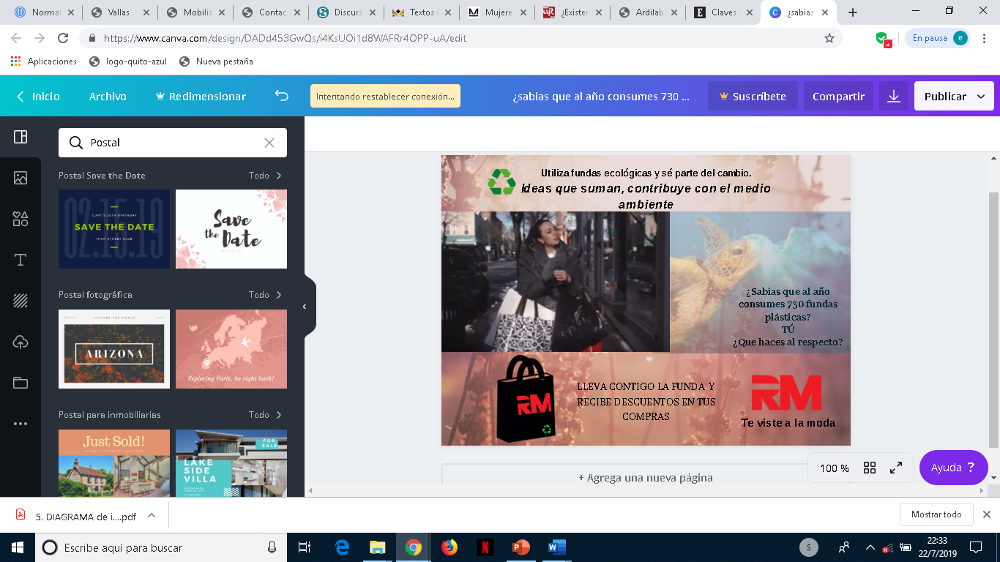 Normat
Vallas
Mobilia
Contac
Discurs
Textos
Mujere
¿Existen
Ardilab
Claves
¿sabias
https://www.canva.com/design/DADd453GwQs/i4KsUOi1d8WAFRr4OPP-uA/edit
4
En pausa
e
Aplicaciones
logo-quito-azul
Nueva pestaña
Inicio
Archivo
Redimensionar
Intentando restablecer conexión...
¿sabias que al año consumes 730 ...
Suscríbete
Compartir
Publicar
Postal
Postal Save the Date
Todo
02.15.19
CURT'S 20TH BIRTHDAY
SAVE THE DATE
HIGH STREET CLUB
Save
the Date
Postal fotográfica
Todo
EXPLORE THE WORLD
ARIZONA
Exploring Paris, be right back!
Postal para inmobiliarias
Todo
Just Sold!
FOR
SALE
LAKE
SIDE
VILLA
Utiliza fundas ecológicas y sé parte del cambio.
Ideas que suman, contribuye con el medio
ambiente
¿Sabias que al año
consumes 730 fundas
plásticas?
TÚ
¿Que haces al respecto?
RM
LLEVA CONTIGO LA FUNDA Y
RECIBE DESCUENTOS EN TUS
COMPRAS
RM
Te viste a la moda
+ Agrega una nueva página
100 %
Ayuda ?
5. DIAGRAMA de i....pdf
Mostrar todo
Escribe aquí para buscar
S
22:33
22/7/2019